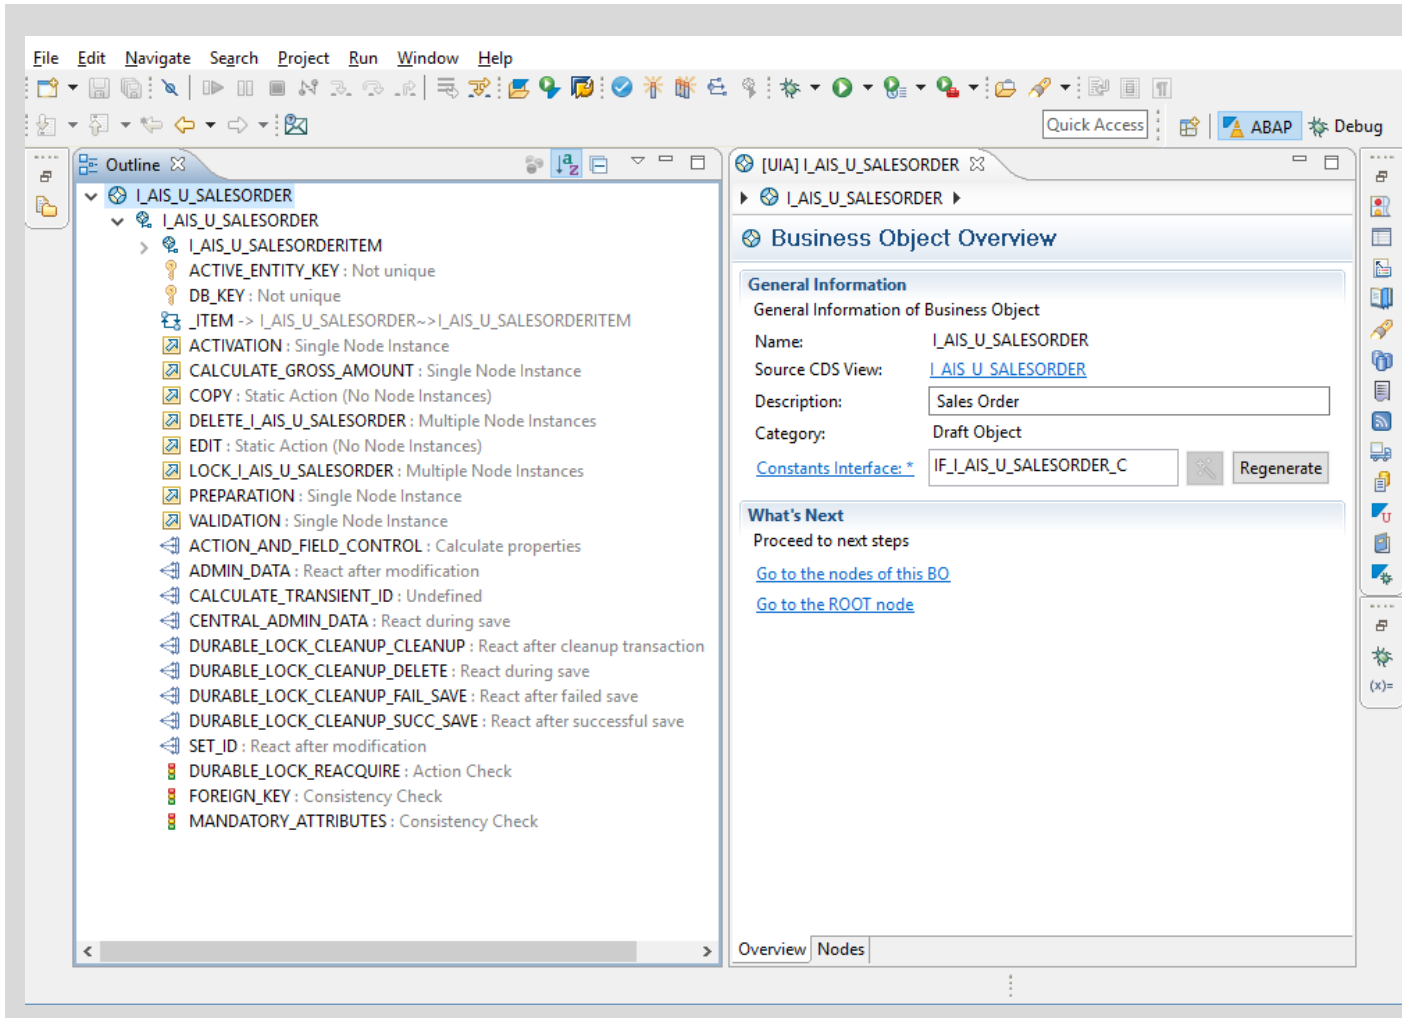 File Edit Navigate Search Project Run Window Help
Quick Access
ABAP
Debug
Outline
I_AIS_U_SALESORDER
I_AIS_U_SALESORDER
I_AIS_U_SALESORDERITEM
ACTIVE_ENTITY_KEY : Not unique
DB_KEY : Not unique
_ITEM -> I_AIS_U_SALESORDER~>I_AIS_U_SALESORDERITEM
ACTIVATION : Single Node Instance
CALCULATE_GROSS_AMOUNT : Single Node Instance
COPY : Static Action (No Node Instances)
DELETE_I_AIS_U_SALESORDER : Multiple Node Instances
EDIT : Static Action (No Node Instances)
LOCK_I_AIS_U_SALESORDER : Multiple Node Instances
PREPARATION : Single Node Instance
VALIDATION : Single Node Instance
ACTION_AND_FIELD_CONTROL : Calculate properties
ADMIN_DATA : React after modification
CALCULATE_TRANSIENT_ID : Undefined
CENTRAL_ADMIN_DATA : React during save
DURABLE_LOCK_CLEANUP_CLEANUP : React after cleanup transaction
DURABLE_LOCK_CLEANUP_DELETE : React during save
DURABLE_LOCK_CLEANUP_FAIL_SAVE : React after failed save
DURABLE_LOCK_CLEANUP_SUCC_SAVE : React after successful save
SET_ID : React after modification
DURABLE_LOCK_REACQUIRE : Action Check
FOREIGN_KEY : Consistency Check
MANDATORY_ATTRIBUTES : Consistency Check
[UIA] I_AIS_U_SALESORDER
I_AIS_U_SALESORDER
Business Object Overview
General Information
General Information of Business Object
Name: I_AIS_U_SALESORDER
Source CDS View: I_AIS_U_SALESORDER
Description: Sales Order
Category: Draft Object
Constants Interface: * IF_I_AIS_U_SALESORDER_C Regenerate
What's Next
Proceed to next steps
Go to the nodes of this BO
Go to the ROOT node
Overview Nodes
(x)=